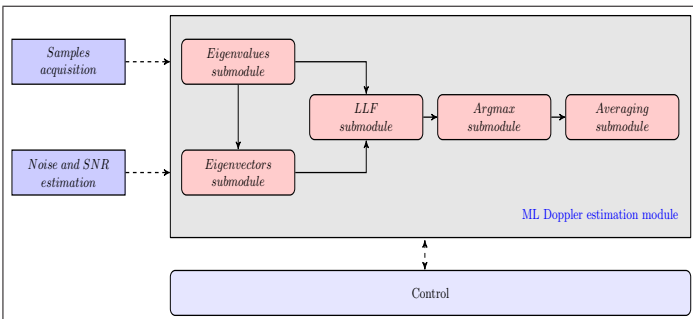 Samples
acquisition
Eigenvalues
submodule
LLF
submodule
Argmax
submodule
Averaging
submodule
Noise and SNR
estimation
Eigenvectors
submodule
ML Doppler estimation module
Control